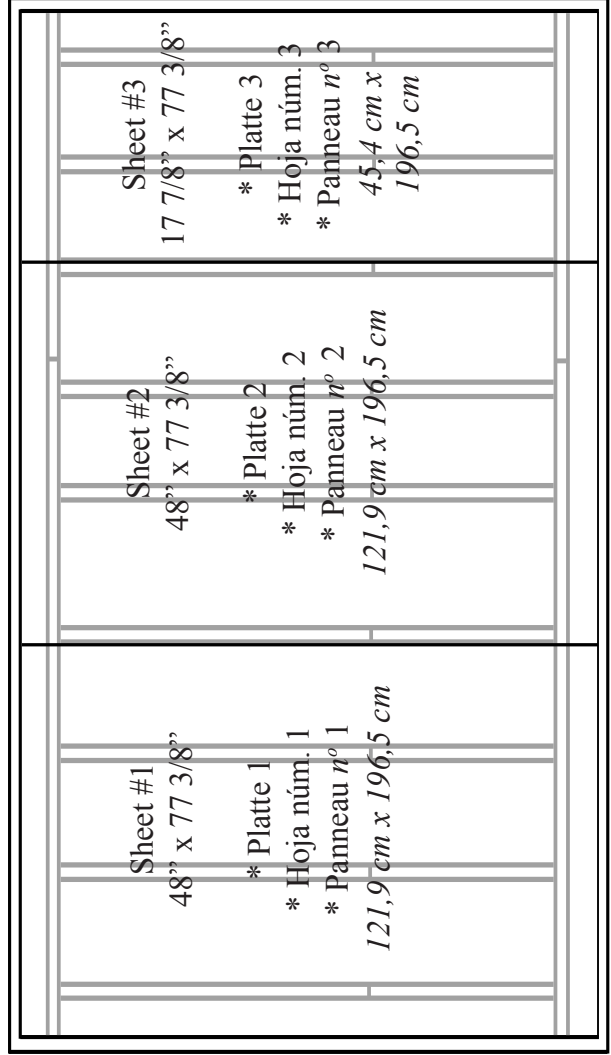 Sheet #1
48” x 77 3/8”
* Platte 1
* Hoja núm. 1
* Panneau nº 1
121,9 cm x 196,5 cm
Sheet #2
48” x 77 3/8”
* Platte 2
* Hoja núm. 2
* Panneau nº 2
121,9 cm x 196,5 cm
Sheet #3
17 7/8” x 77 3/8”
* Platte 3
* Hoja núm. 3
* Panneau nº 3
45,4 cm x
196,5 cm